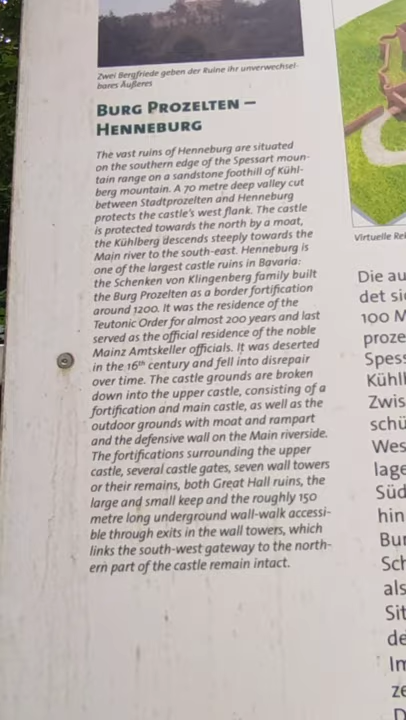 Zwei Bergfriede geben der Ruine ihr unverwechsel-
bares Äußeres
BURG PROZELTEN –
HENNEBURG
The vast ruins of Henneburg are situated
on the southern edge of the Spessart moun-
tain range on a sandstone foothill of Kühl-
berg mountain. A 70 metre deep valley cut
between Stadtprozelten and Henneburg
protects the castle's west flank. The castle
is protected towards the north by a moat,
the Kühlberg descends steeply towards the
Main river to the south-east. Henneburg is
one of the largest castle ruins in Bavaria:
the Schenken von Klingenberg family built
the Burg Prozelten as a border fortification
around 1200. It was the residence of the
Teutonic Order for almost 200 years and last
served as the official residence of the noble
Mainz Amtskeller officials. It was deserted
in the 16th century and fell into disrepair
over time. The castle grounds are broken
down into the upper castle, consisting of a
fortification and main castle, as well as the
outdoor grounds with moat and rampart
and the defensive wall on the Main riverside.
The fortifications surrounding the upper
castle, several castle gates, seven wall towers
or their remains, both Great Hall ruins, the
large and small keep and the roughly 150
metre long underground wall-walk accessi-
ble through exits in the wall towers, which
links the south-west gateway to the north-
ern part of the castle remain intact.
Virtuelle Re
Die au
det si
100 M
proze
Spess
Kühll
Zwis
schü
Wes
lage
Süd
hin
Bur
Sch
als
Sit
de
Im
ze
D